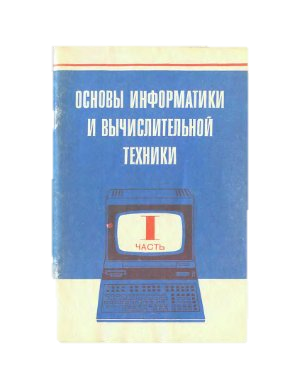 ОСНОВЫ ИНФОРМАТИКИ
И ВЫЧИСЛИТЕЛЬНОЙ
ТЕХНИКИ
I
ЧАСТЬ